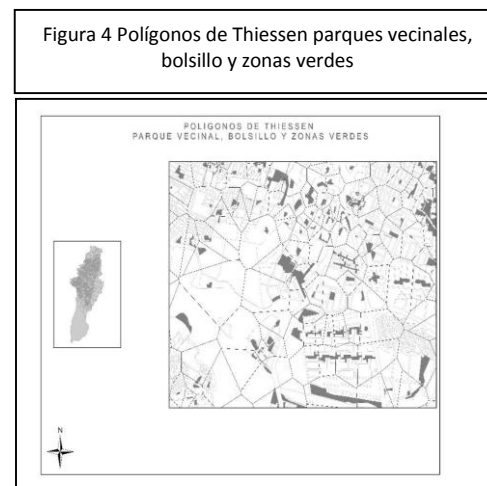 Figura 4 Polígonos de Thiessen parques vecinales,
bolsillo y zonas verdes
POLIGONOS DE THIESSEN
PARQUE VECINAL, BOLSILLO Y ZONAS VERDES
N